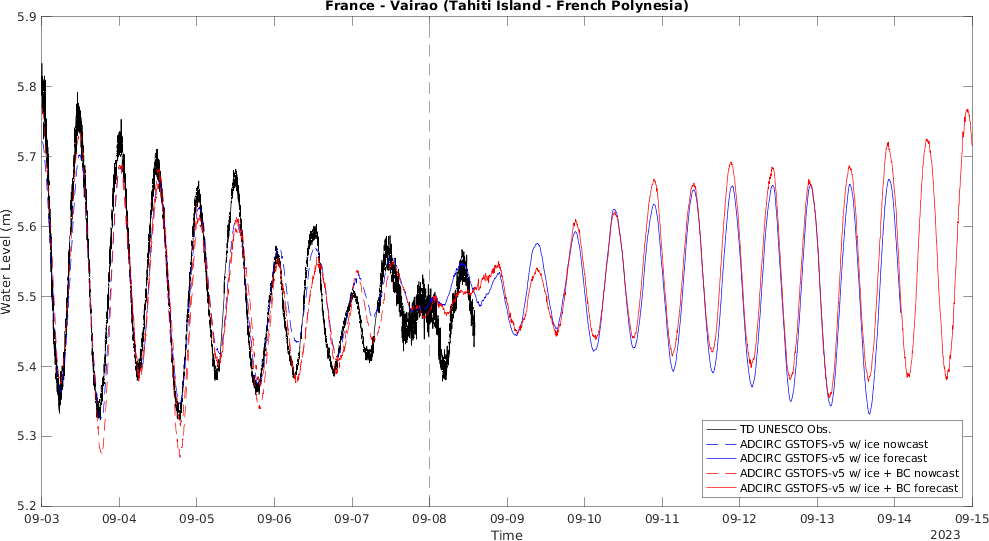 France - Vairao (Tahiti Island - French Polynesia)
5.9
5.8
5.7
5.6
5.5
5.4
5.3
5.2
Water Level (m)
TD UNESCO Obs.
ADCIRC GSTOFS-v5 w/ ice nowcast
ADCIRC GSTOFS-v5 w/ ice forecast
ADCIRC GSTOFS-v5 w/ ice + BC nowcast
ADCIRC GSTOFS-v5 w/ ice + BC forecast
09-03 09-04 09-05 09-06 09-07 09-08 09-09 09-10 09-11 09-12 09-13 09-14 09-15
Time
2023